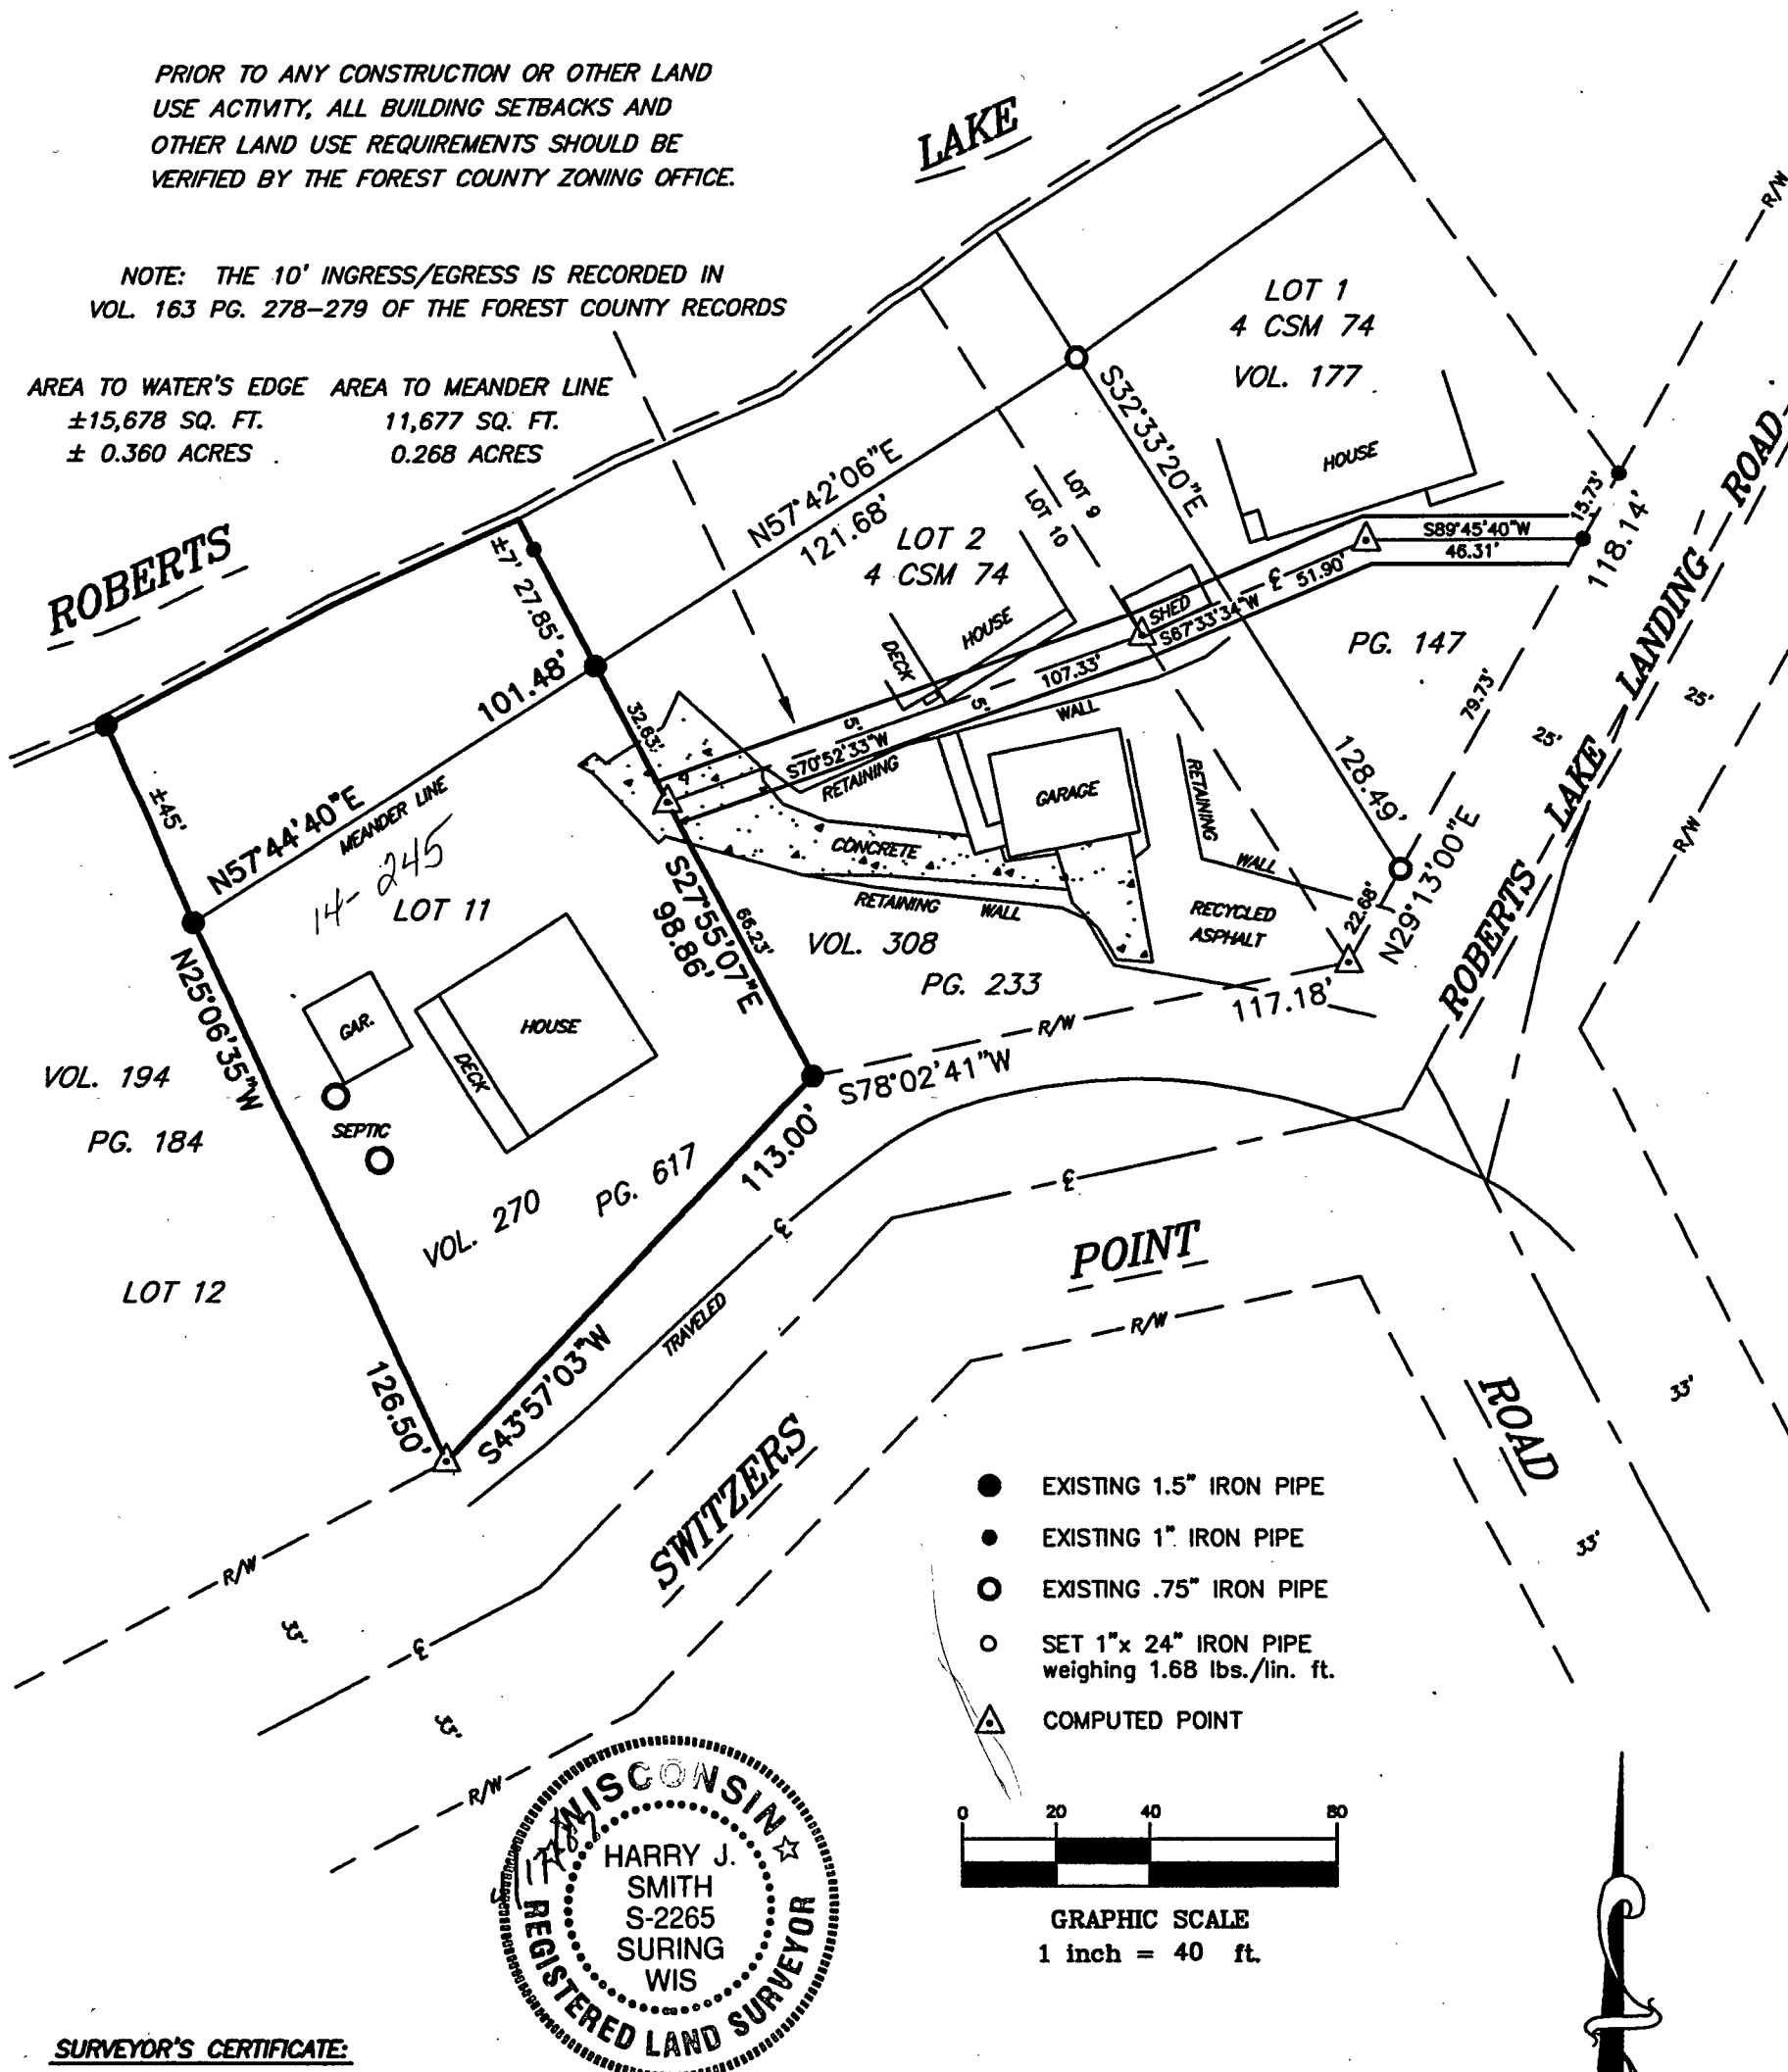 PRIOR TO ANY CONSTRUCTION OR OTHER LAND
USE ACTIVITY, ALL BUILDING SETBACKS AND
OTHER LAND USE REQUIREMENTS SHOULD BE
VERIFIED BY THE FOREST COUNTY ZONING OFFICE.
NOTE: THE 10' INGRESS/EGRESS IS RECORDED IN
VOL. 163 PG. 278-279 OF THE FOREST COUNTY RECORDS
AREA TO WATER'S EDGE
±15,678 SQ. FT.
± 0.360 ACRES
AREA TO MEANDER LINE
11,677 SQ. FT.
0.268 ACRES
ROBERTS
LAKE
LOT 1
4 CSM 74
VOL. 177
HOUSE
S32°33'20"E
128.49'
N57°42'06"E
121.68'
LOT 9
LOT 10
LOT 2
4 CSM 74
HOUSE
DECK
SHED
S89°45'40"W
46.31'
15.73'
118.14'
℄ 51.90'
S67°33'34"W
107.33'
5'
5'
S70°52'33"W
PG. 147
79.73'
25'
25'
R/W
R/W
ROBERTS LAKE LANDING ROAD
±7'
27.85'
101.48'
32.63'
±45'
N57°44'40"E
MEANDER LINE
14-245
LOT 11
RETAINING
WALL
GARAGE
CONCRETE
RETAINING WALL
RETAINING
WALL
RECYCLED
ASPHALT
22.68'
N29°13'00"E
VOL. 308
PG. 233
66.23'
S27°55'07"E
98.86'
117.18'
R/W
S78°02'41"W
GAR.
DECK
HOUSE
SEPTIC
N25°06'35"W
126.50'
VOL. 194
PG. 184
LOT 12
VOL. 270
PG. 617
113.00'
S43°57'03"W
TRAVELED
℄
℄
SWITZERS
POINT
ROAD
R/W
33'
33'
R/W
33'
℄
33'
R/W
EXISTING 1.5" IRON PIPE
EXISTING 1" IRON PIPE
EXISTING .75" IRON PIPE
SET 1"x 24" IRON PIPE
weighing 1.68 lbs./lin. ft.
COMPUTED POINT
0 20 40 80
GRAPHIC SCALE
1 inch = 40 ft.
WISCONSIN
HARRY J.
SMITH
S-2265
SURING
WIS
REGISTERED LAND SURVEYOR
SURVEYOR'S CERTIFICATE: